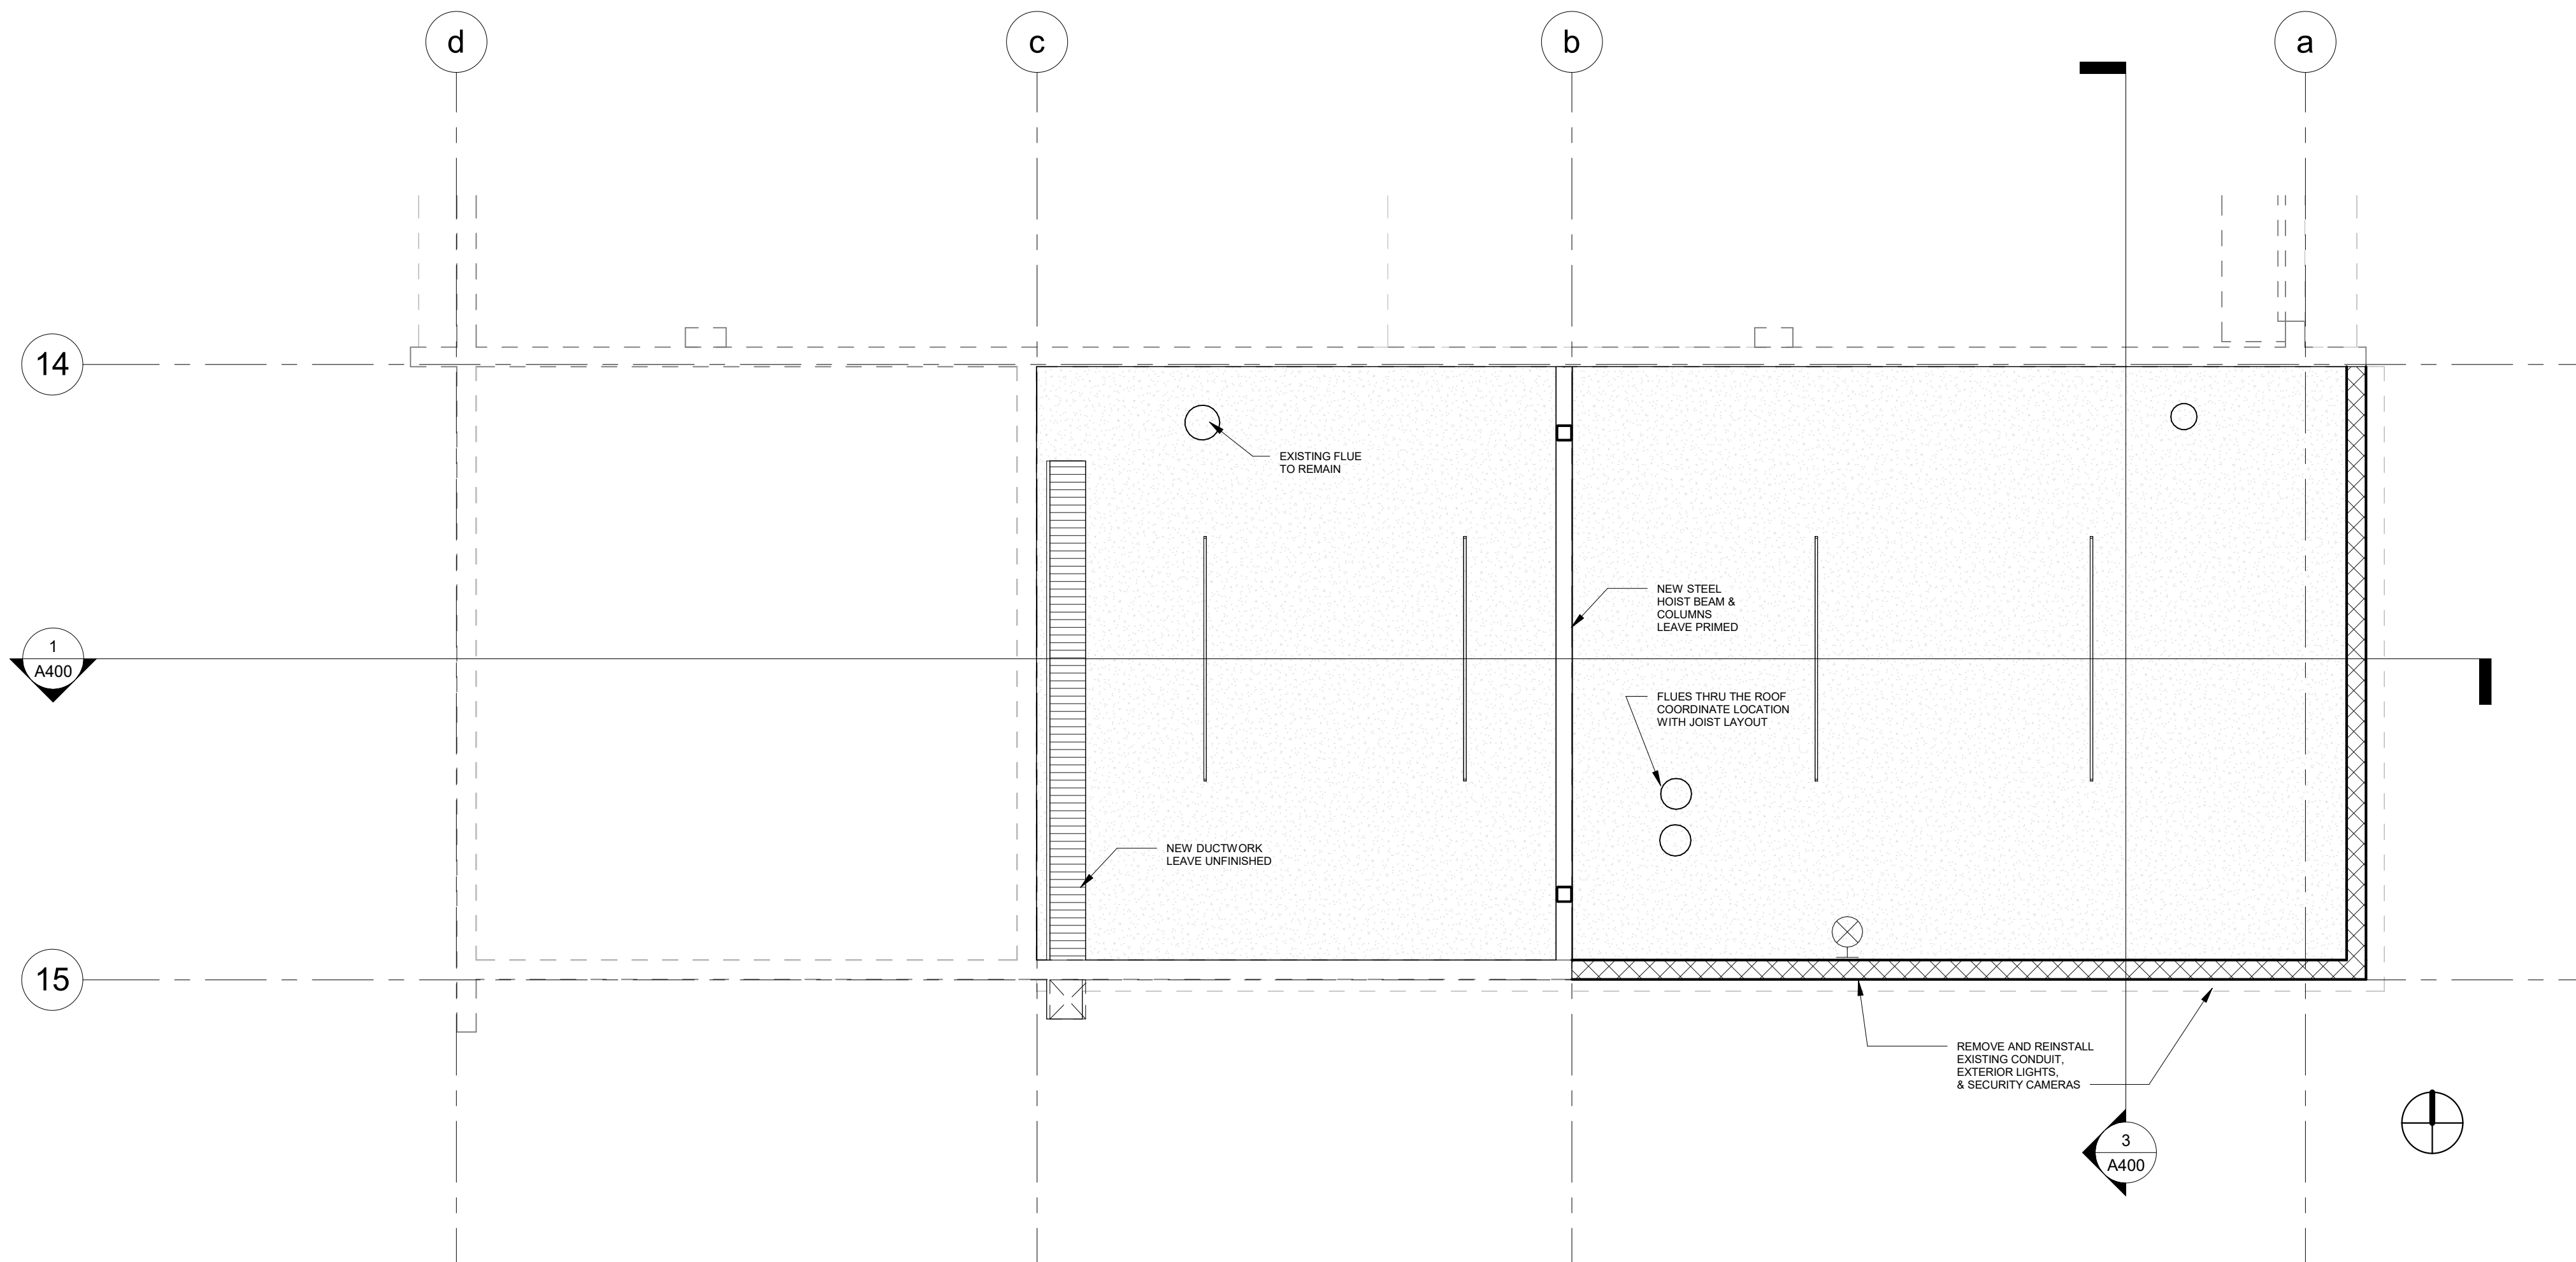 d
c
b
a
14
EXISTING FLUE
TO REMAIN
NEW STEEL
HOIST BEAM &
COLUMNS
LEAVE PRIMED
1
A400
FLUES THRU THE ROOF
COORDINATE LOCATION
WITH JOIST LAYOUT
NEW DUCTWORK
LEAVE UNFINISHED
15
REMOVE AND REINSTALL
EXISTING CONDUIT,
EXTERIOR LIGHTS,
& SECURITY CAMERAS
3
A400